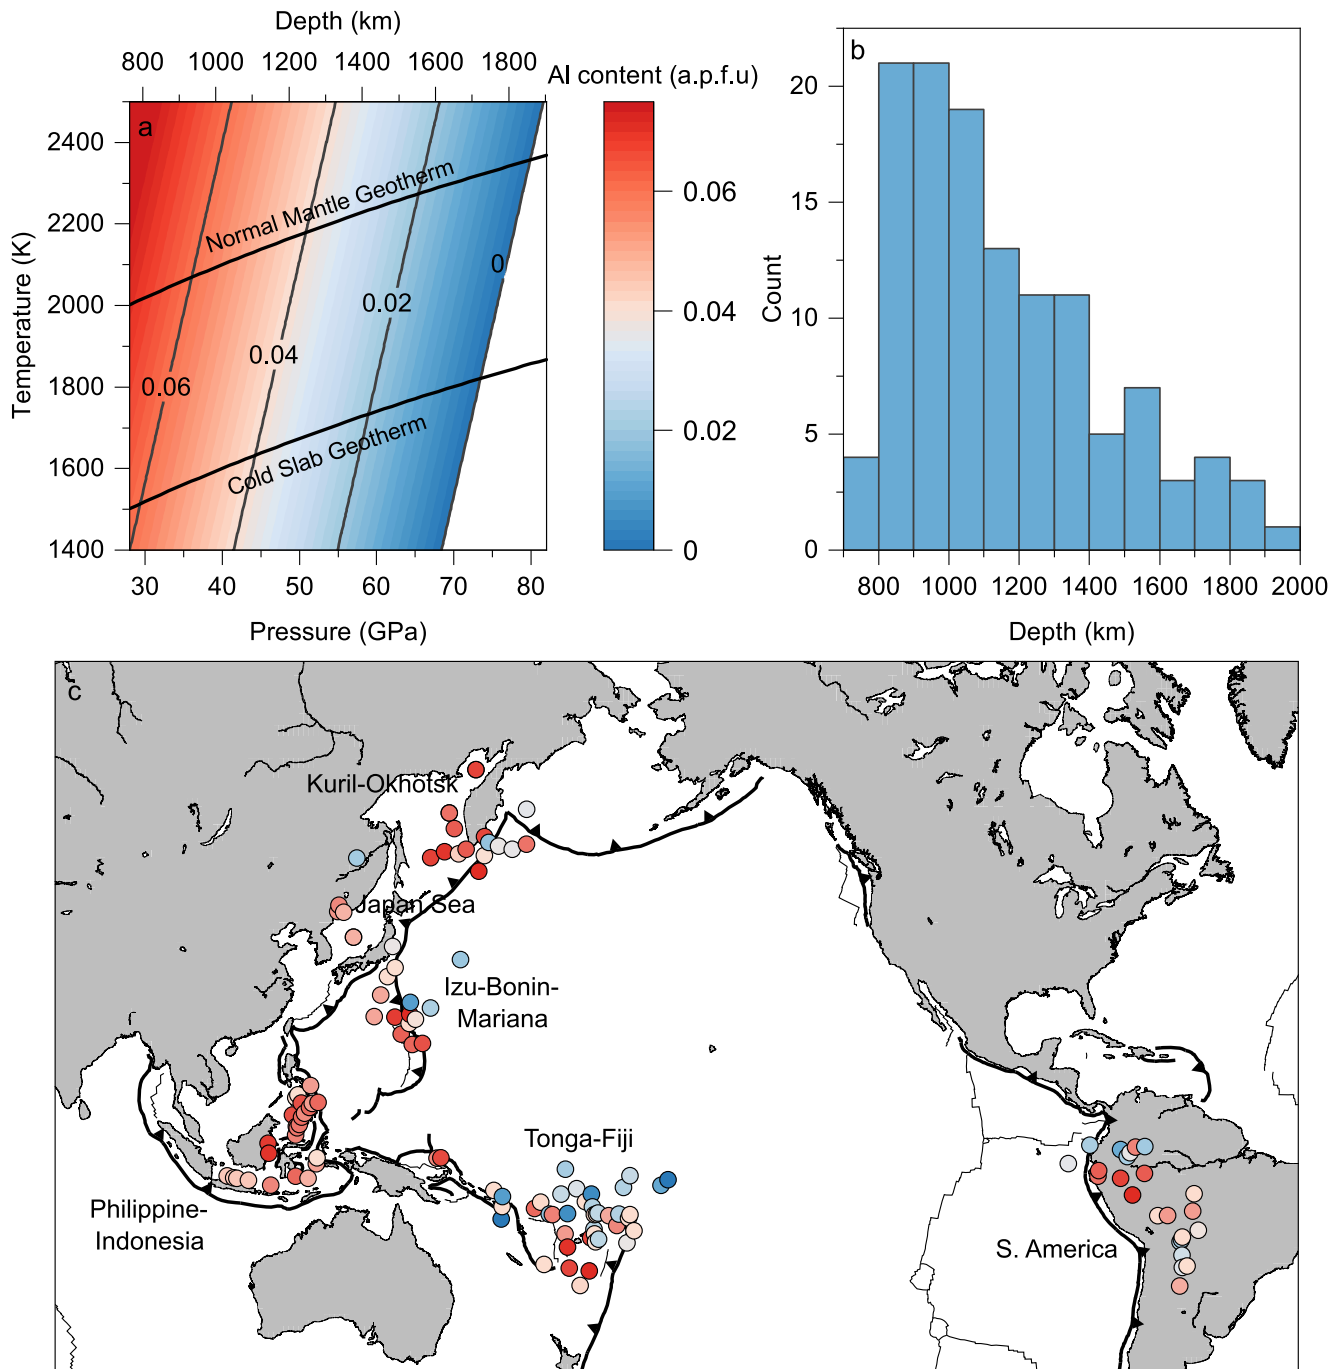 Depth (km)
800 1000 1200 1400 1600 1800
Al content (a.p.f.u)
a
2400
2200
2000
1800
1600
1400
Temperature (K)
Normal Mantle Geotherm
Cold Slab Geotherm
0.06
0.04
0.02
0
30 40 50 60 70 80
Pressure (GPa)
0.06
0.04
0.02
0
b
20
15
10
5
0
Count
800 1000 1200 1400 1600 1800 2000
Depth (km)
c
Kuril-Okhotsk
Japan Sea
Izu-Bonin-
Mariana
Tonga-Fiji
Philippine-
Indonesia
S. America